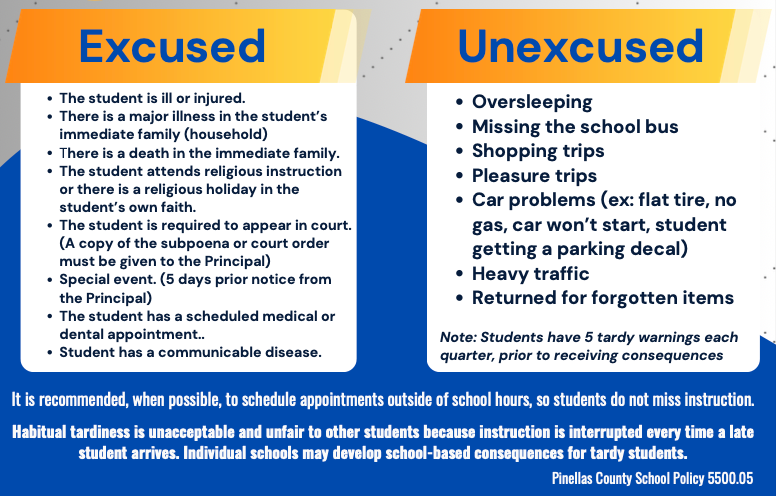 Excused
• The student is ill or injured.
• There is a major illness in the student's
immediate family (household)
• There is a death in the immediate family.
• The student attends religious instruction
or there is a religious holiday in the
student's own faith.
• The student is required to appear in court.
(A copy of the subpoena or court order
must be given to the Principal)
• Special event. (5 days prior notice from
the Principal)
• The student has a scheduled medical or
dental appointment..
• Student has a communicable disease.
Unexcused
• Oversleeping
• Missing the school bus
• Shopping trips
• Pleasure trips
• Car problems (ex: flat tire, no
gas, car won't start, student
getting a parking decal)
• Heavy traffic
• Returned for forgotten items
Note: Students have 5 tardy warnings each
quarter, prior to receiving consequences
It is recommended, when possible, to schedule appointments outside of school hours, so students do not miss instruction.
Habitual tardiness is unacceptable and unfair to other students because instruction is interrupted every time a late
student arrives. Individual schools may develop school-based consequences for tardy students.
Pinellas County School Policy 5500.05